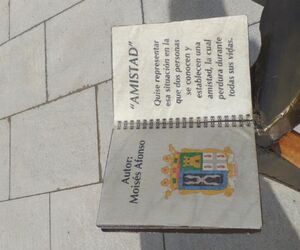 "AMISTAD"
Quise representar
esa situación en la
que dos personas
se conocen y
establecen una
amistad, la cual
perdura durante
todas sus vidas.
Autor:
Moisés Afonso